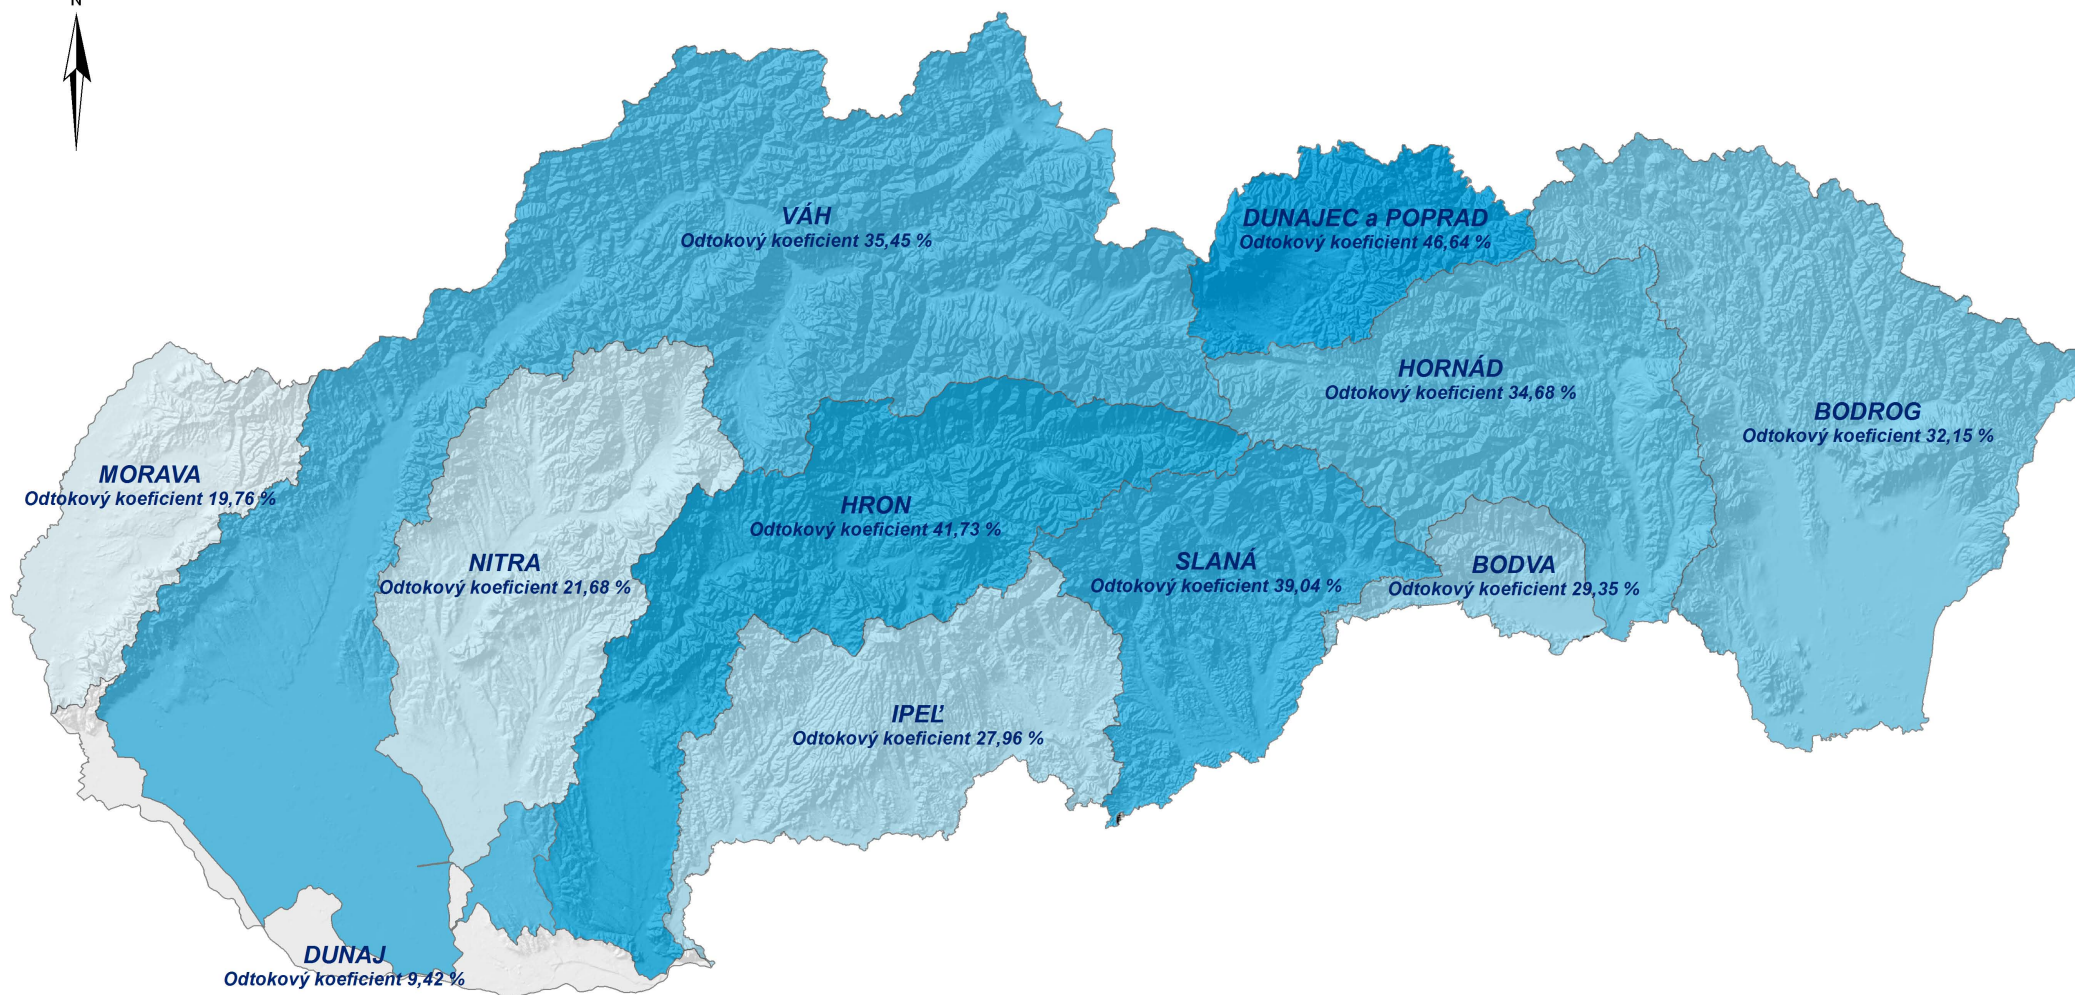 N
VÁH
Odtokový koeficient 35,45 %
DUNAJEC a POPRAD
Odtokový koeficient 46,64 %
HORNÁD
Odtokový koeficient 34,68 %
BODROG
Odtokový koeficient 32,15 %
MORAVA
Odtokový koeficient 19,76 %
HRON
Odtokový koeficient 41,73 %
NITRA
Odtokový koeficient 21,68 %
SLANÁ
Odtokový koeficient 39,04 %
BODVA
Odtokový koeficient 29,35 %
IPEĽ
Odtokový koeficient 27,96 %
DUNAJ
Odtokový koeficient 9,42 %